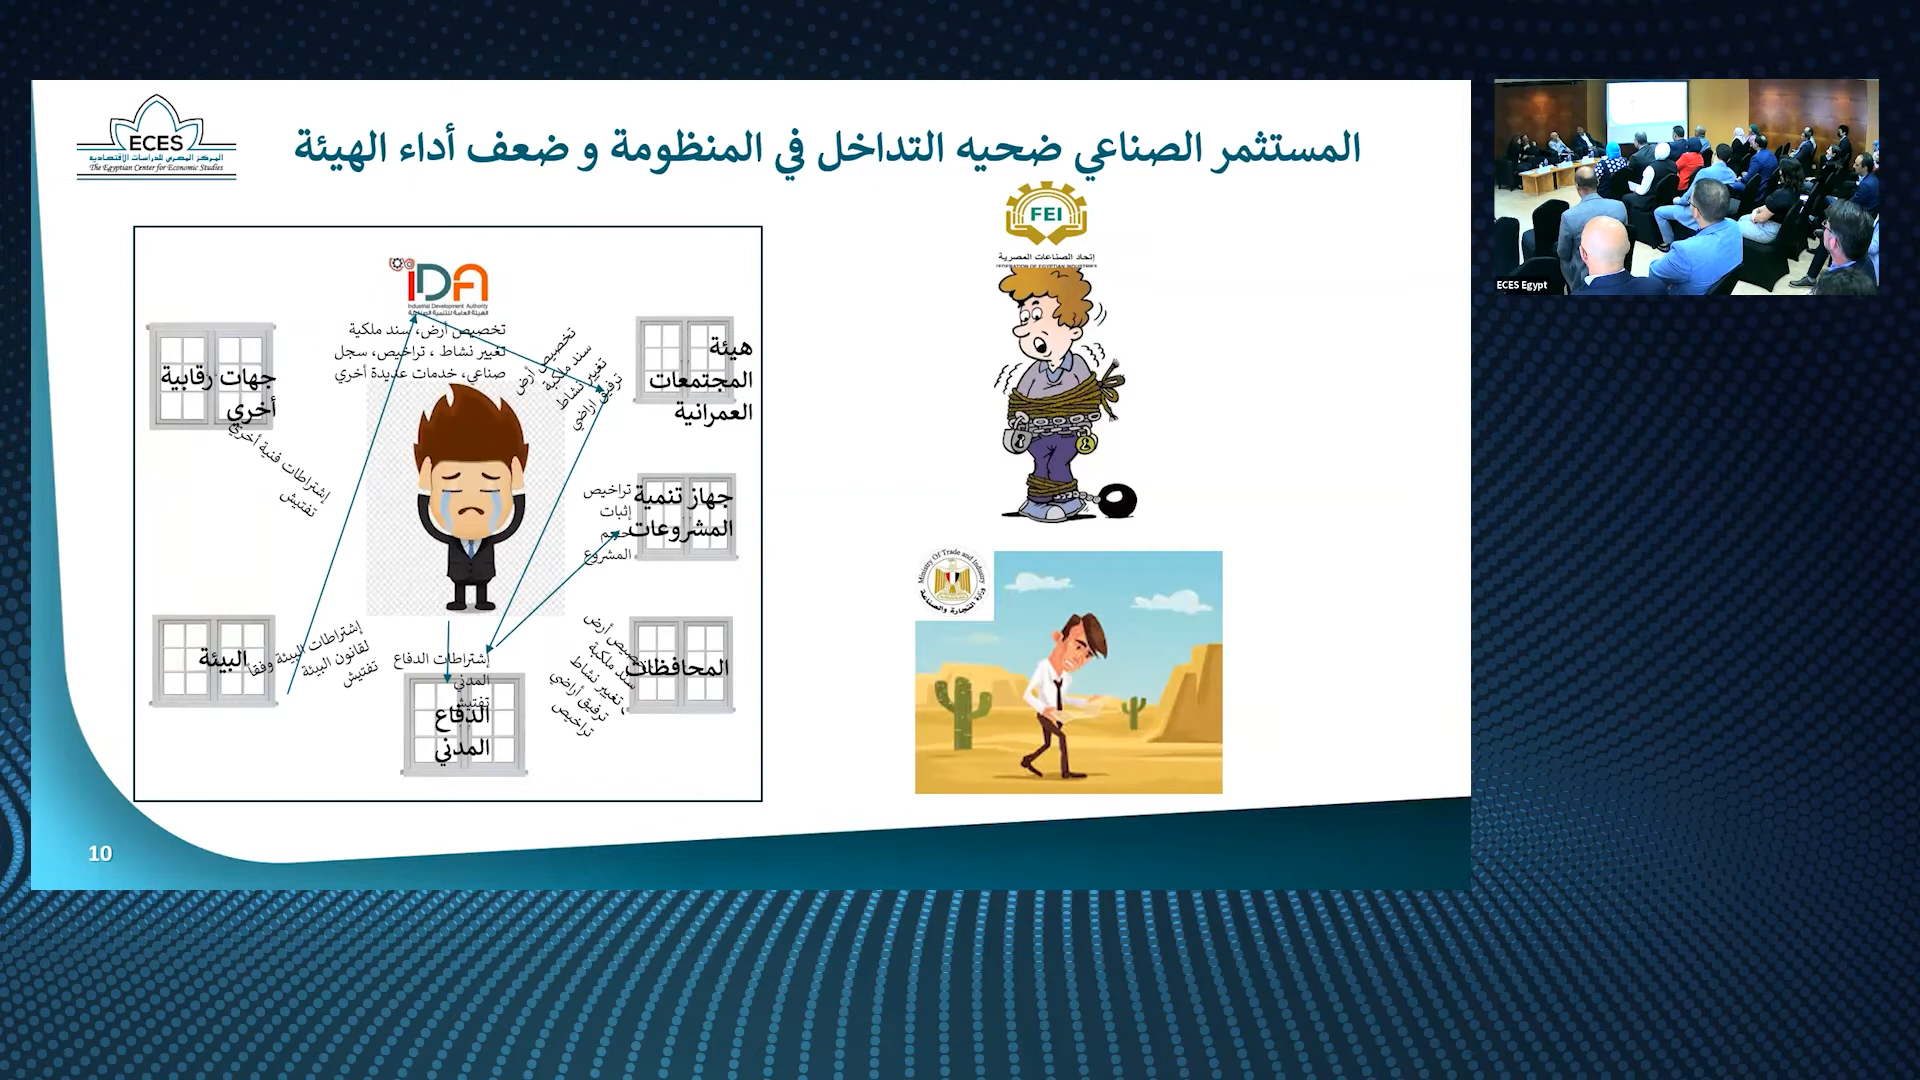 ECES
المركز المصري للدراسات الاقتصادية
The Egyptian Center for Economic Studies
المستثمر الصناعي ضحيه التداخل في المنظومة و ضعف أداء الهيئة
FEI
إتحاد الصناعات المصرية
FEDERATION OF EGYPTIAN INDUSTRIES
IDA
Industrial Development Authority
الهيئة العامة للتنمية الصناعية
تخصيص أرض، سند ملكية
تغيير نشاط ، تراخيص، سجل
صناعي، خدمات عديدة أخري
تخصيص أرض
سند ملكية
تغيير نشاط
ترفيق اراضي
هيئة
المجتمعات
العمرانية
جهات رقابية
أخري
إشتراطات فنية أخري
تفتيش
جهاز تنمية
المشروعات
تراخيص
إثبات
حجم
المشروع
المحافظات
تخصيص أرض
سند ملكية
تغيير نشاط
ترفيق أراضي
تراخيص
إشتراطات الدفاع
المدني
تفتيش
الدفاع
المدني
البيئة
إشتراطات البيئة وفقا
لقانون البيئة
تفتيش
Ministry Of Trade and Industry
وزارة التجارة والصناعة
10
ECES Egypt